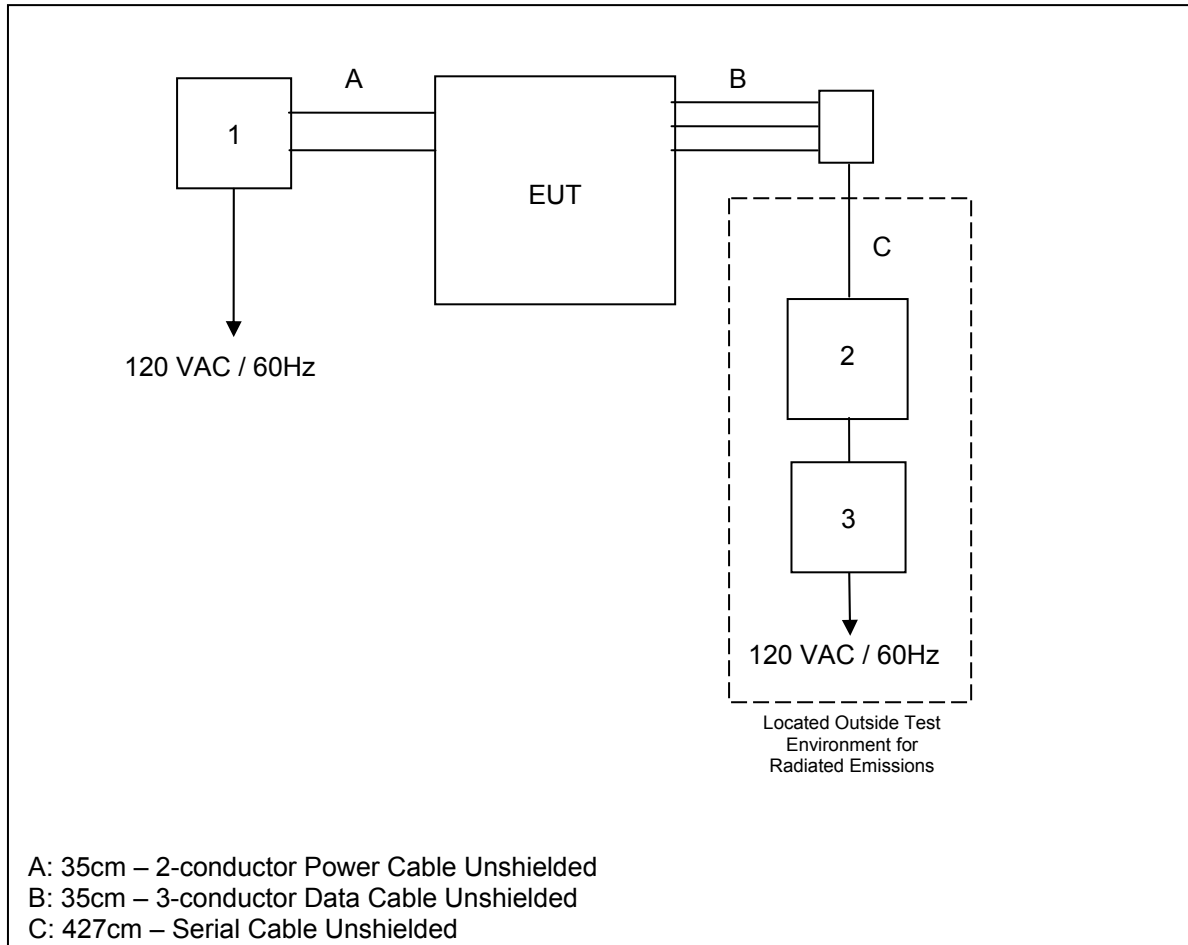 A
B
1
EUT
C
120 VAC / 60Hz
2
3
120 VAC / 60Hz
Located Outside Test
Environment for
Radiated Emissions
A: 35cm – 2-conductor Power Cable Unshielded
B: 35cm – 3-conductor Data Cable Unshielded
C: 427cm – Serial Cable Unshielded